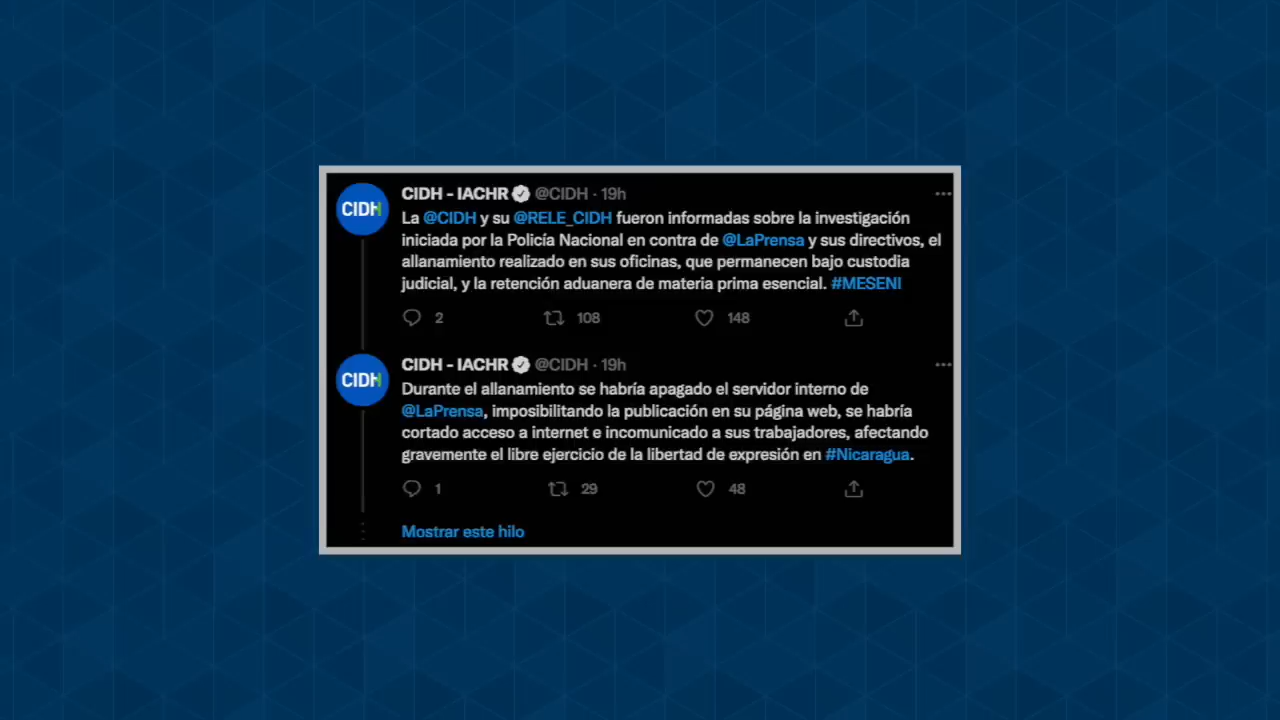 CIDH
CIDH - IACHR @CIDH · 19h
La @CIDH y su @RELE_CIDH fueron informadas sobre la investigación
iniciada por la Policía Nacional en contra de @LaPrensa y sus directivos, el
allanamiento realizado en sus oficinas, que permanecen bajo custodia
judicial, y la retención aduanera de materia prima esencial. #MESENI
2 108 148
CIDH
CIDH - IACHR @CIDH · 19h
Durante el allanamiento se habría apagado el servidor interno de
@LaPrensa, imposibilitando la publicación en su página web, se habría
cortado acceso a internet e incomunicado a sus trabajadores, afectando
gravemente el libre ejercicio de la libertad de expresión en #Nicaragua.
1 29 48
Mostrar este hilo